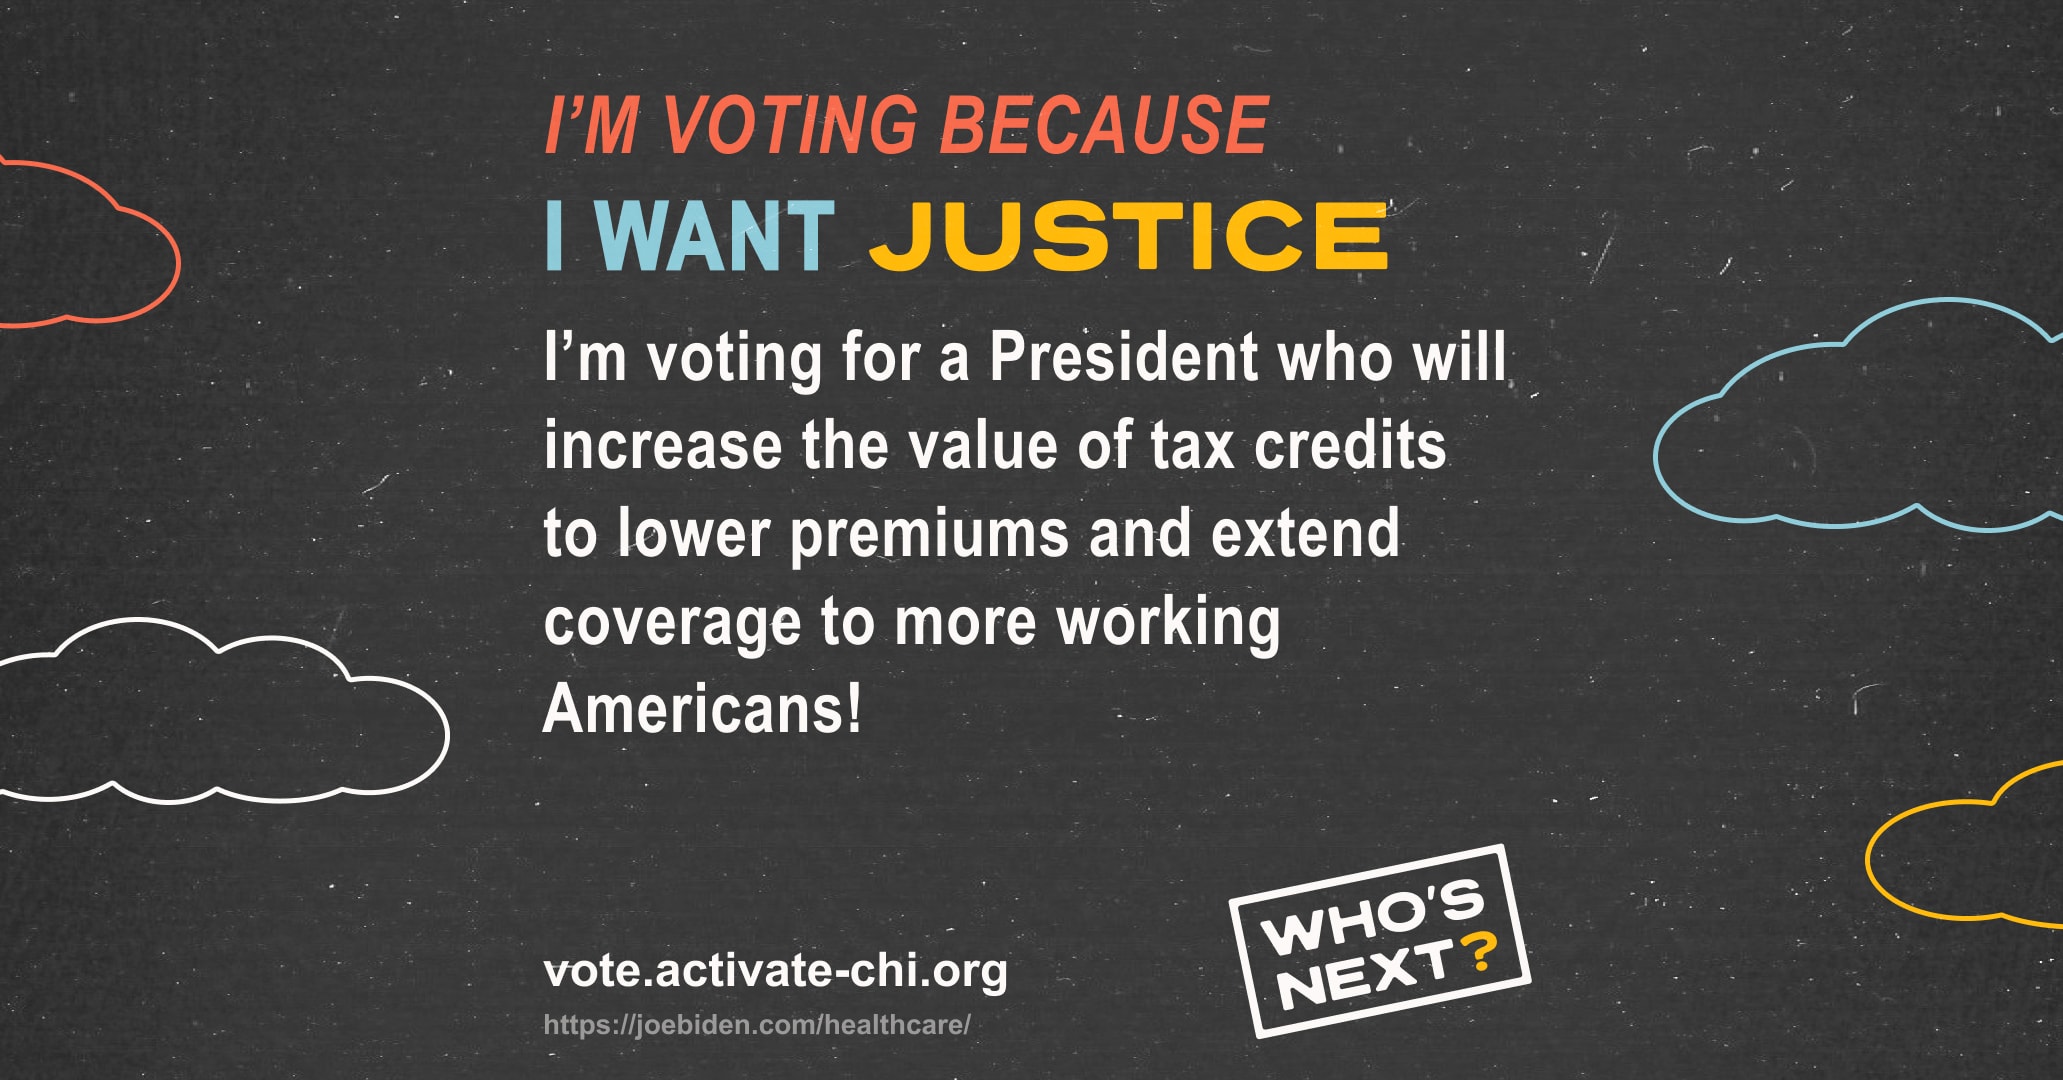 I’M VOTING BECAUSE
I WANT JUSTICE
I’m voting for a President who will
increase the value of tax credits
to lower premiums and extend
coverage to more working
Americans!
vote.activate-chi.org
https://joebiden.com/healthcare/
WHO’S
NEXT?